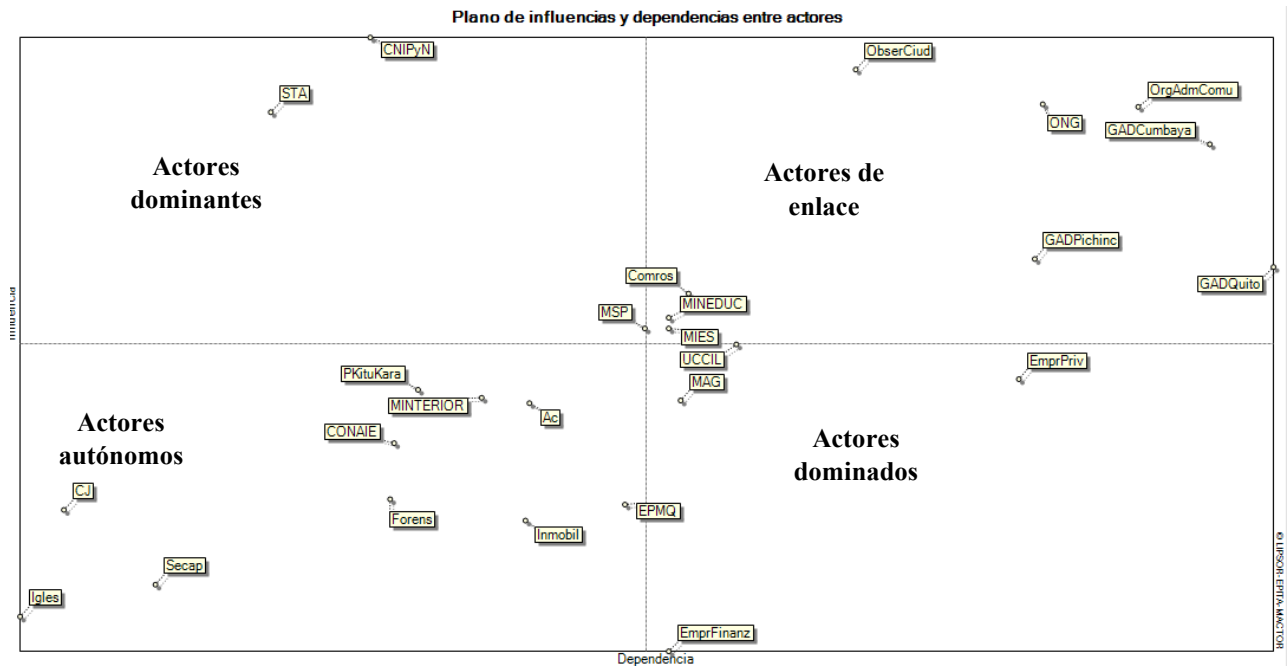 Plano de influencias y dependencias entre actores
CNIPyN
ObserCiud
STA
OrgAdmComu
ONG
GADCumbaya
Actores
dominantes
Actores de
enlace
GADPichinc
Comros
GADQuito
MINEDUC
MSP
Influencia
MIES
UCCIL
EmprPriv
PKituKara
MAG
MINTERIOR
Ac
CONAIE
Actores
autónomos
Actores
dominados
CJ
EPMQ
Forens
Inmobil
Secap
Igles
EmprFinanz
Dependencia
© LIPSOR-EPITA-MACTOR